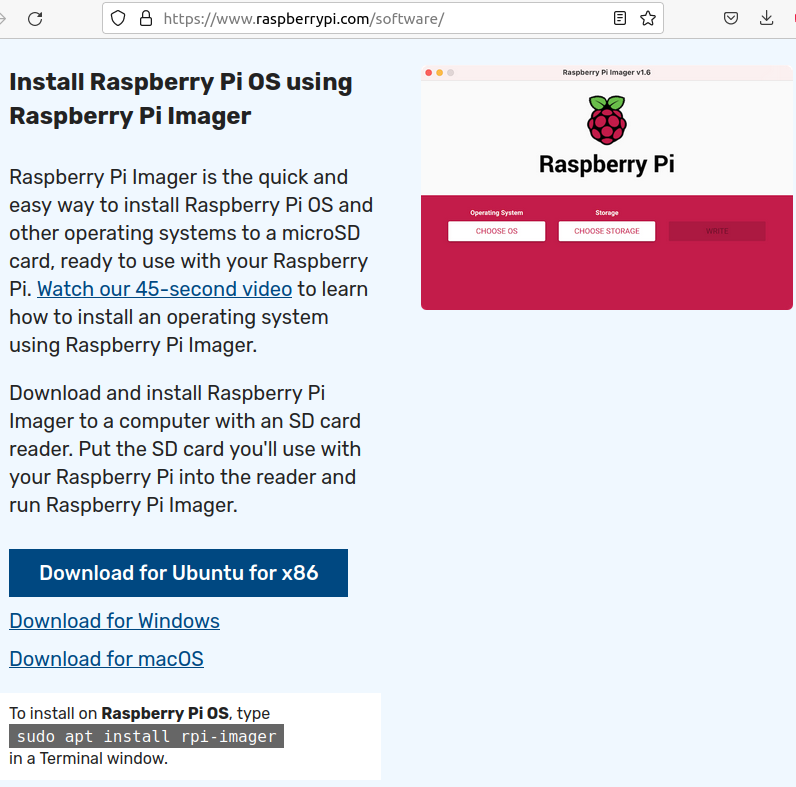 https://www.raspberrypi.com/software/
Install Raspberry Pi OS using
Raspberry Pi Imager
Raspberry Pi Imager is the quick and
easy way to install Raspberry Pi OS and
other operating systems to a microSD
card, ready to use with your Raspberry
Pi. Watch our 45-second video to learn
how to install an operating system
using Raspberry Pi Imager.
Download and install Raspberry Pi
Imager to a computer with an SD card
reader. Put the SD card you'll use with
your Raspberry Pi into the reader and
run Raspberry Pi Imager.
Download for Ubuntu for x86
Download for Windows
Download for macOS
To install on Raspberry Pi OS, type
sudo apt install rpi-imager
in a Terminal window.
Raspberry Pi Imager v1.6
Raspberry Pi
Operating System
Storage
CHOOSE OS
CHOOSE STORAGE
WRITE